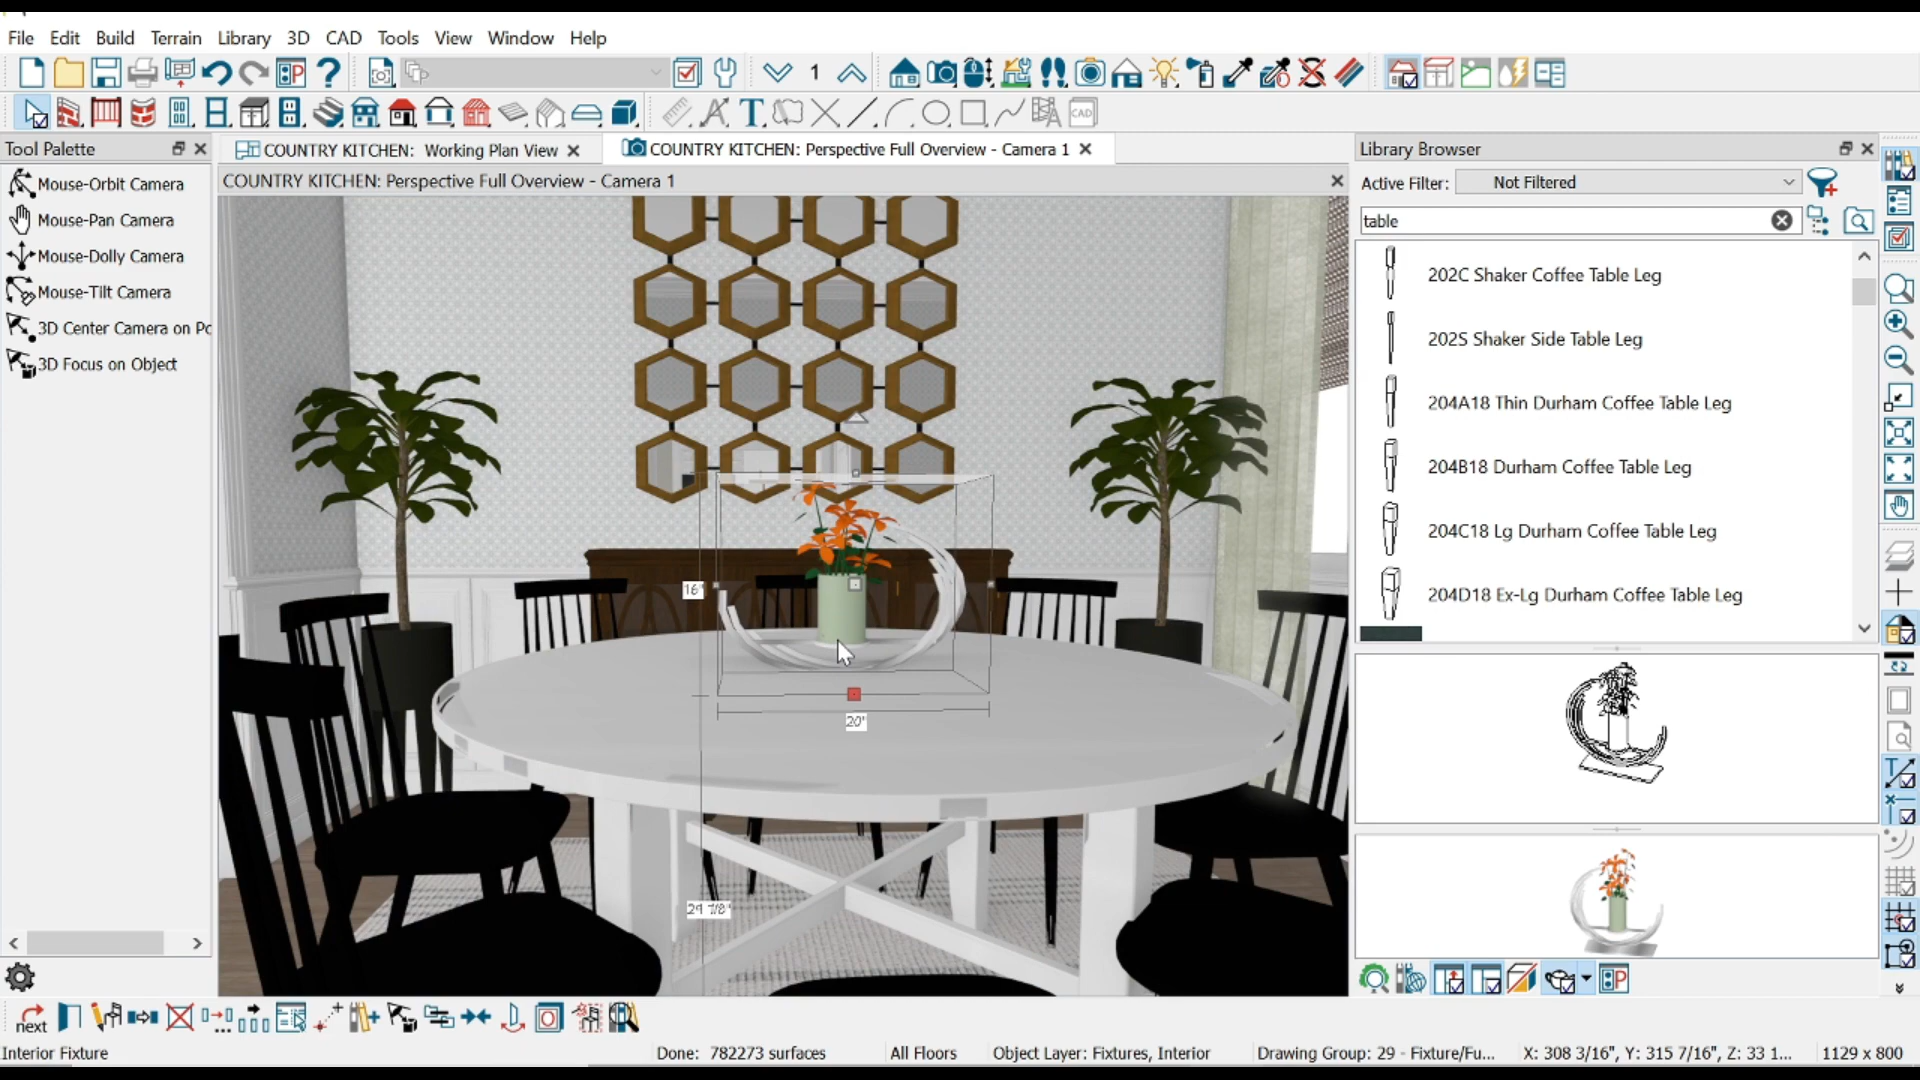 File Edit Build Terrain Library 3D CAD Tools View Window Help
1
T CAD
Tool Palette
COUNTRY KITCHEN: Working Plan View
COUNTRY KITCHEN: Perspective Full Overview - Camera 1
Library Browser
COUNTRY KITCHEN: Perspective Full Overview - Camera 1
Active Filter: Not Filtered
table
Mouse-Orbit Camera
Mouse-Pan Camera
Mouse-Dolly Camera
Mouse-Tilt Camera
3D Center Camera on Po
3D Focus on Object
202C Shaker Coffee Table Leg
202S Shaker Side Table Leg
204A18 Thin Durham Coffee Table Leg
204B18 Durham Coffee Table Leg
204C18 Lg Durham Coffee Table Leg
204D18 Ex-Lg Durham Coffee Table Leg
16"
20"
29 7/8"
next
Interior Fixture
Done: 782273 surfaces
All Floors
Object Layer: Fixtures, Interior
Drawing Group: 29 - Fixture/Fu...
X: 308 3/16", Y: 315 7/16", Z: 33 1...
1129 x 800